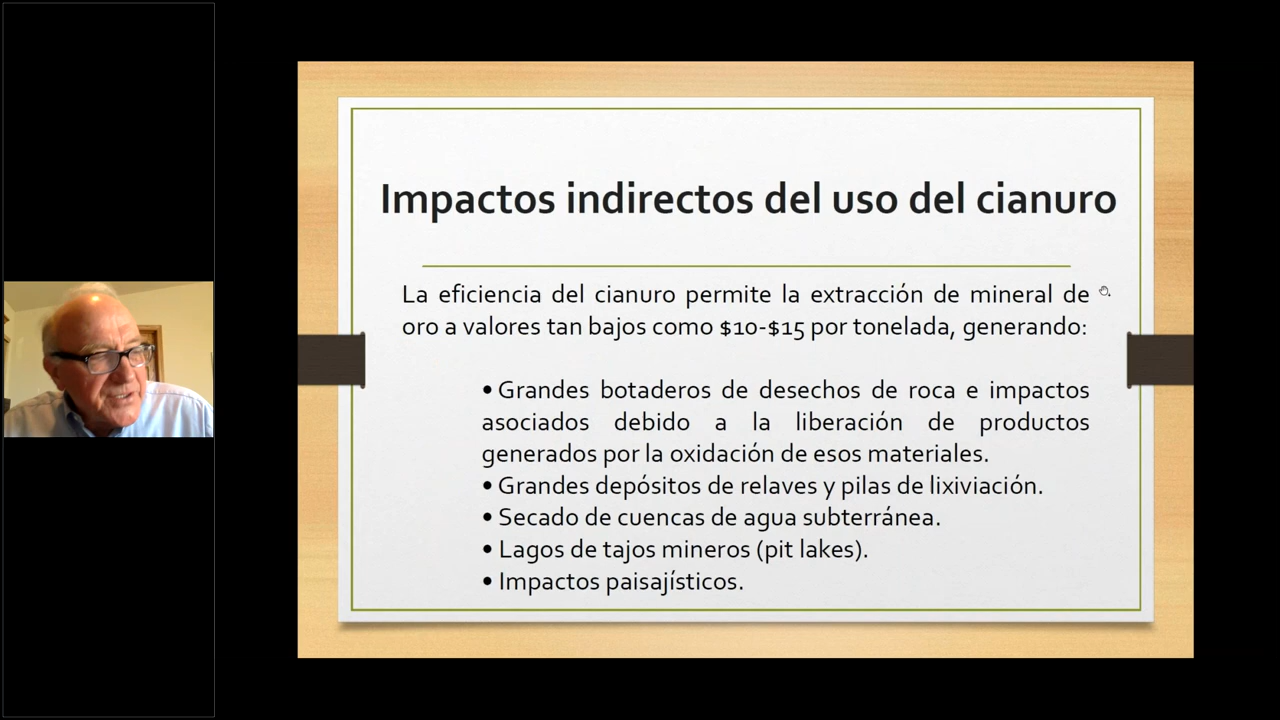 Impactos indirectos del uso del cianuro
La eficiencia del cianuro permite la extracción de mineral de
oro a valores tan bajos como $10-$15 por tonelada, generando:
• Grandes botaderos de desechos de roca e impactos
asociados debido a la liberación de productos
generados por la oxidación de esos materiales.
• Grandes depósitos de relaves y pilas de lixiviación.
• Secado de cuencas de agua subterránea.
• Lagos de tajos mineros (pit lakes).
• Impactos paisajísticos.